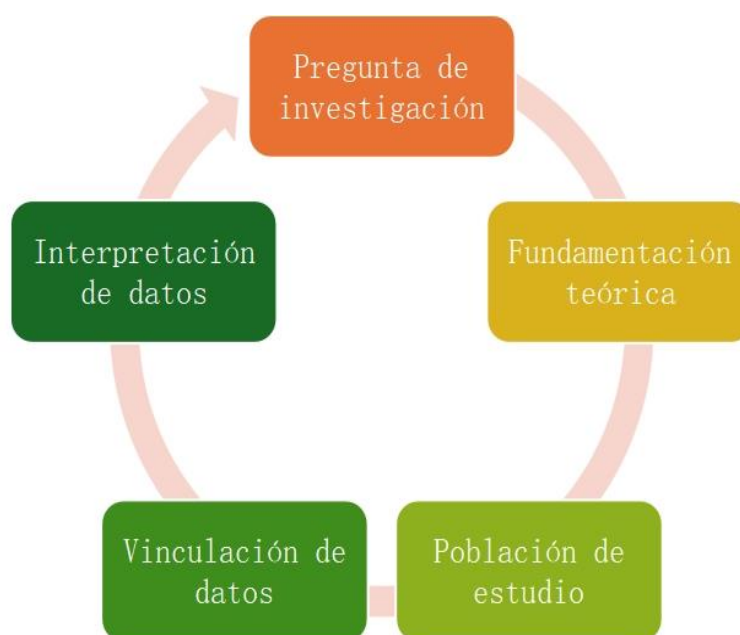 Pregunta de
investigación
Fundamentación
teórica
Población de
estudio
Vinculación de
datos
Interpretación
de datos